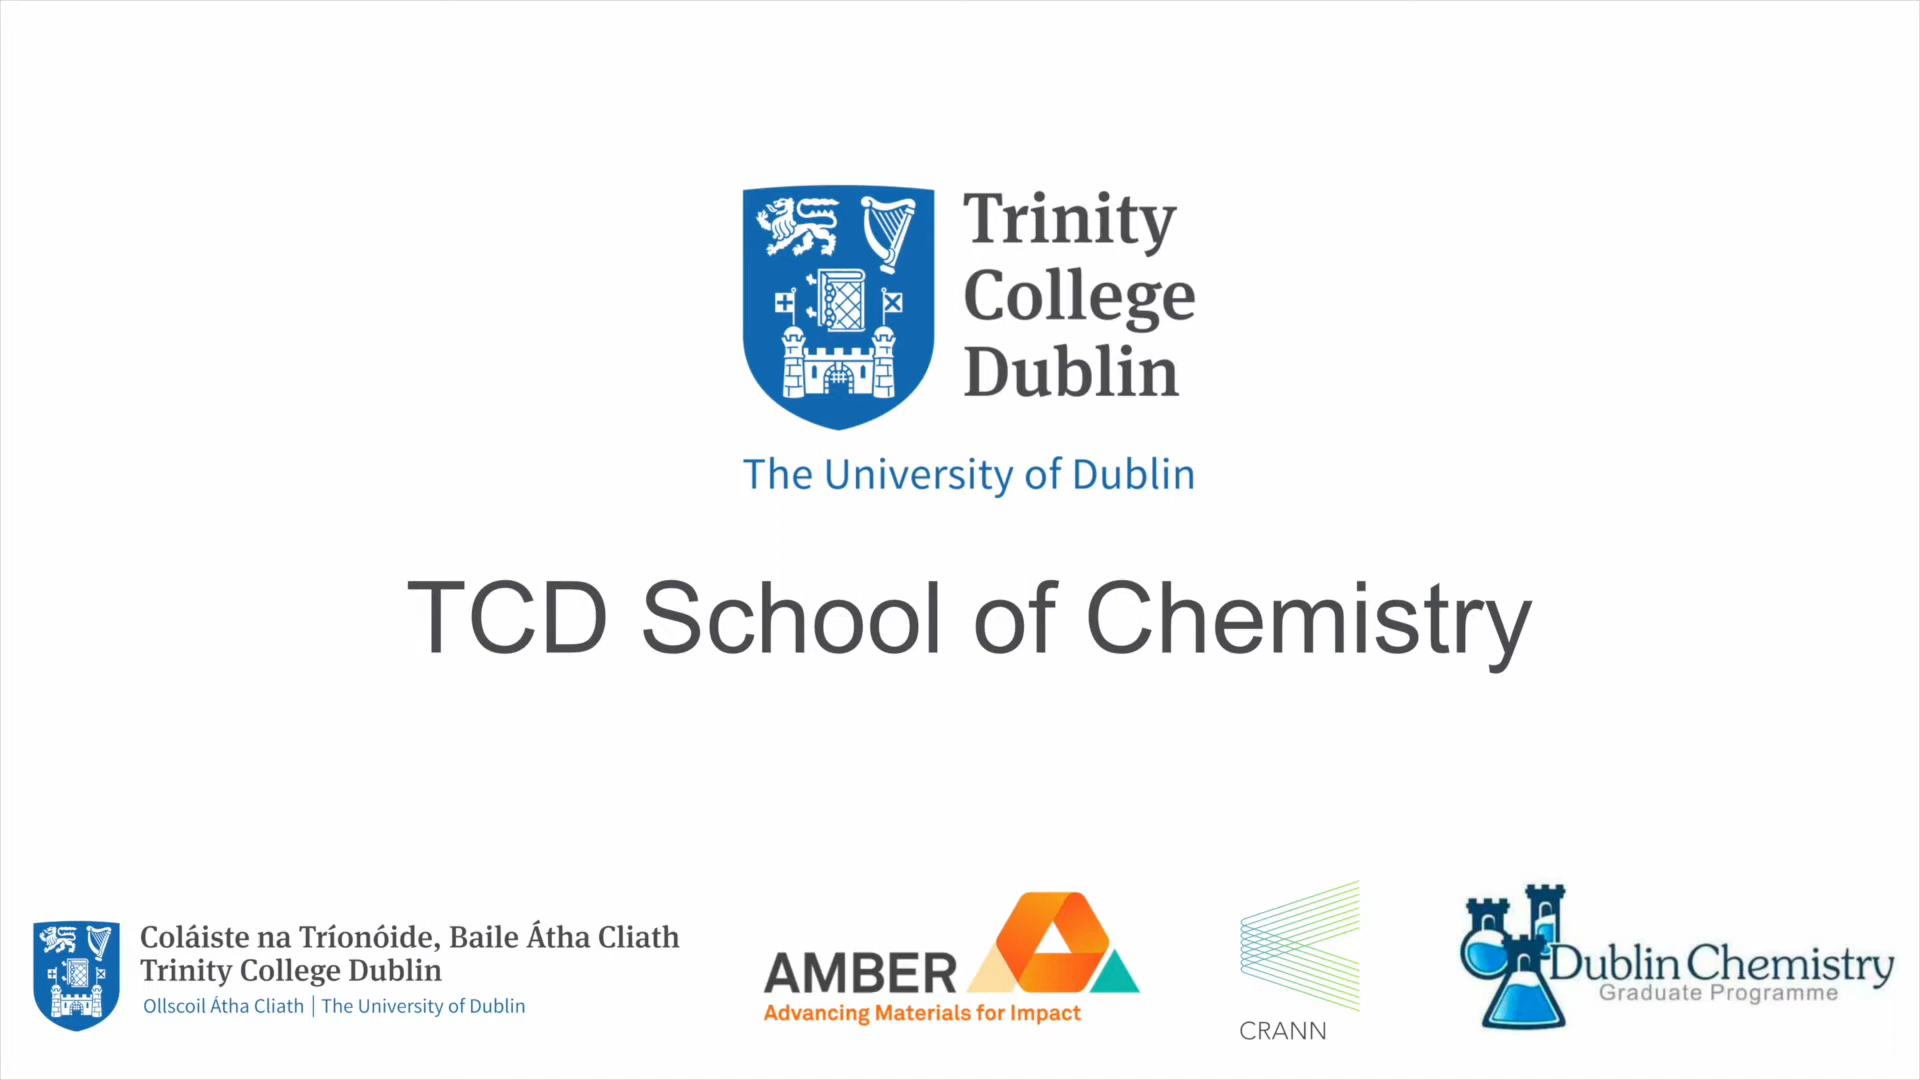 Trinity
College
Dublin
The University of Dublin
TCD School of Chemistry
Coláiste na Tríonóide, Baile Átha Cliath
Trinity College Dublin
Ollscoil Átha Cliath | The University of Dublin
AMBER
Advancing Materials for Impact
CRANN
Dublin Chemistry
Graduate Programme